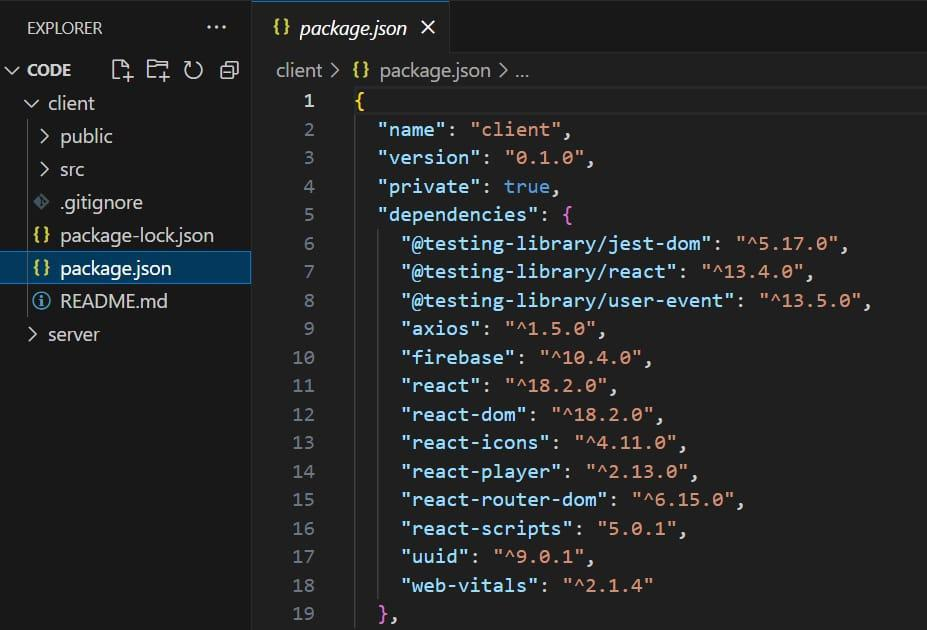 EXPLORER ...
CODE
client
public
src
.gitignore
package-lock.json
package.json
README.md
server
package.json
client > {} package.json > ...
1 {
2 "name": "client",
3 "version": "0.1.0",
4 "private": true,
5 "dependencies": {
6 "@testing-library/jest-dom": "^5.17.0",
7 "@testing-library/react": "^13.4.0",
8 "@testing-library/user-event": "^13.5.0",
9 "axios": "^1.5.0",
10 "firebase": "^10.4.0",
11 "react": "^18.2.0",
12 "react-dom": "^18.2.0",
13 "react-icons": "^4.11.0",
14 "react-player": "^2.13.0",
15 "react-router-dom": "^6.15.0",
16 "react-scripts": "5.0.1",
17 "uuid": "^9.0.1",
18 "web-vitals": "^2.1.4"
19 },